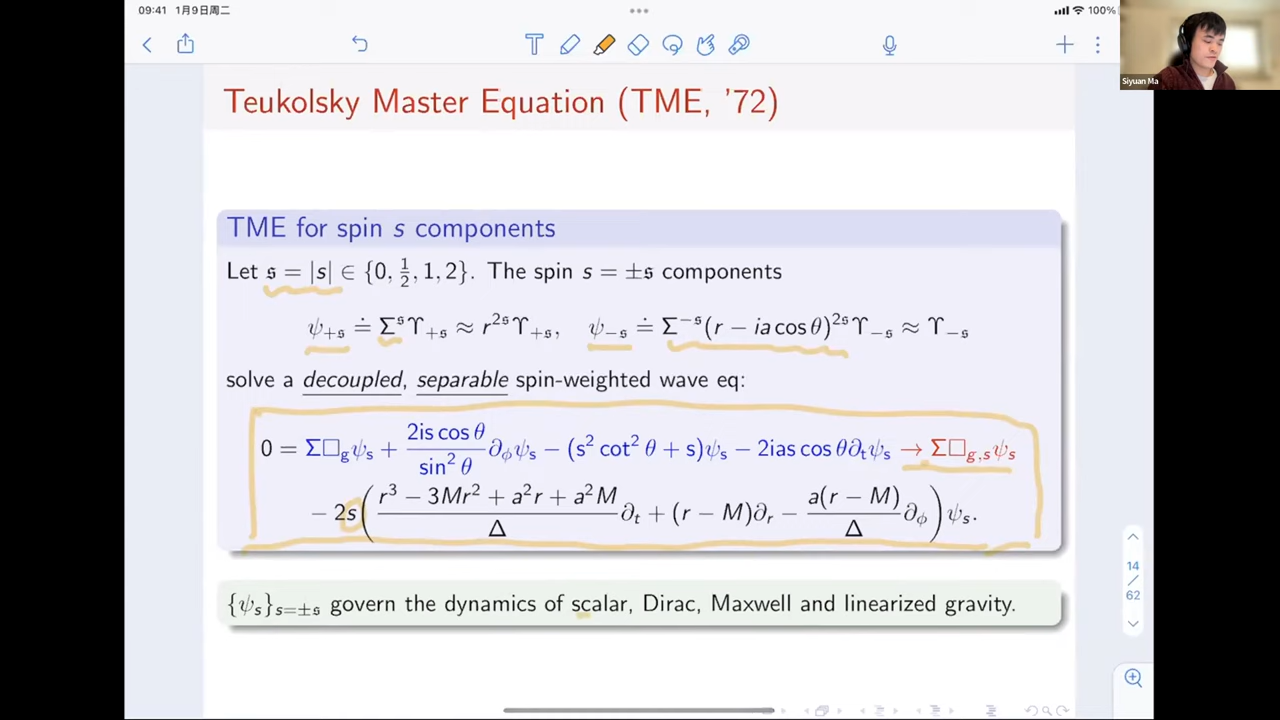 09:41 1月9日周二
100%
Siyuan Ma
Teukolsky Master Equation (TME, '72)
TME for spin s components
Let 𝔰 = |s| ∈ {0, 1/2, 1, 2}. The spin s = ±𝔰 components
ψ₊𝔰 ≐ Σ^𝔰 ϒ₊𝔰 ≈ r^{2𝔰} ϒ₊𝔰, ψ₋𝔰 ≐ Σ^{−𝔰}(r − ia cos θ)^{2𝔰} ϒ₋𝔰 ≈ ϒ₋𝔰
solve a decoupled, separable spin-weighted wave eq:
0 = Σ□_g ψ_s + (2is cos θ / sin² θ) ∂_ϕ ψ_s − (s² cot² θ + s)ψ_s − 2ias cos θ ∂_t ψ_s → Σ□_{g,s} ψ_s
− 2s( (r³ − 3Mr² + a²r + a²M / Δ) ∂_t + (r − M)∂_r − (a(r − M) / Δ) ∂_ϕ )ψ_s.
{ψ_s}_{s=±𝔰} govern the dynamics of scalar, Dirac, Maxwell and linearized gravity.
14
/
62